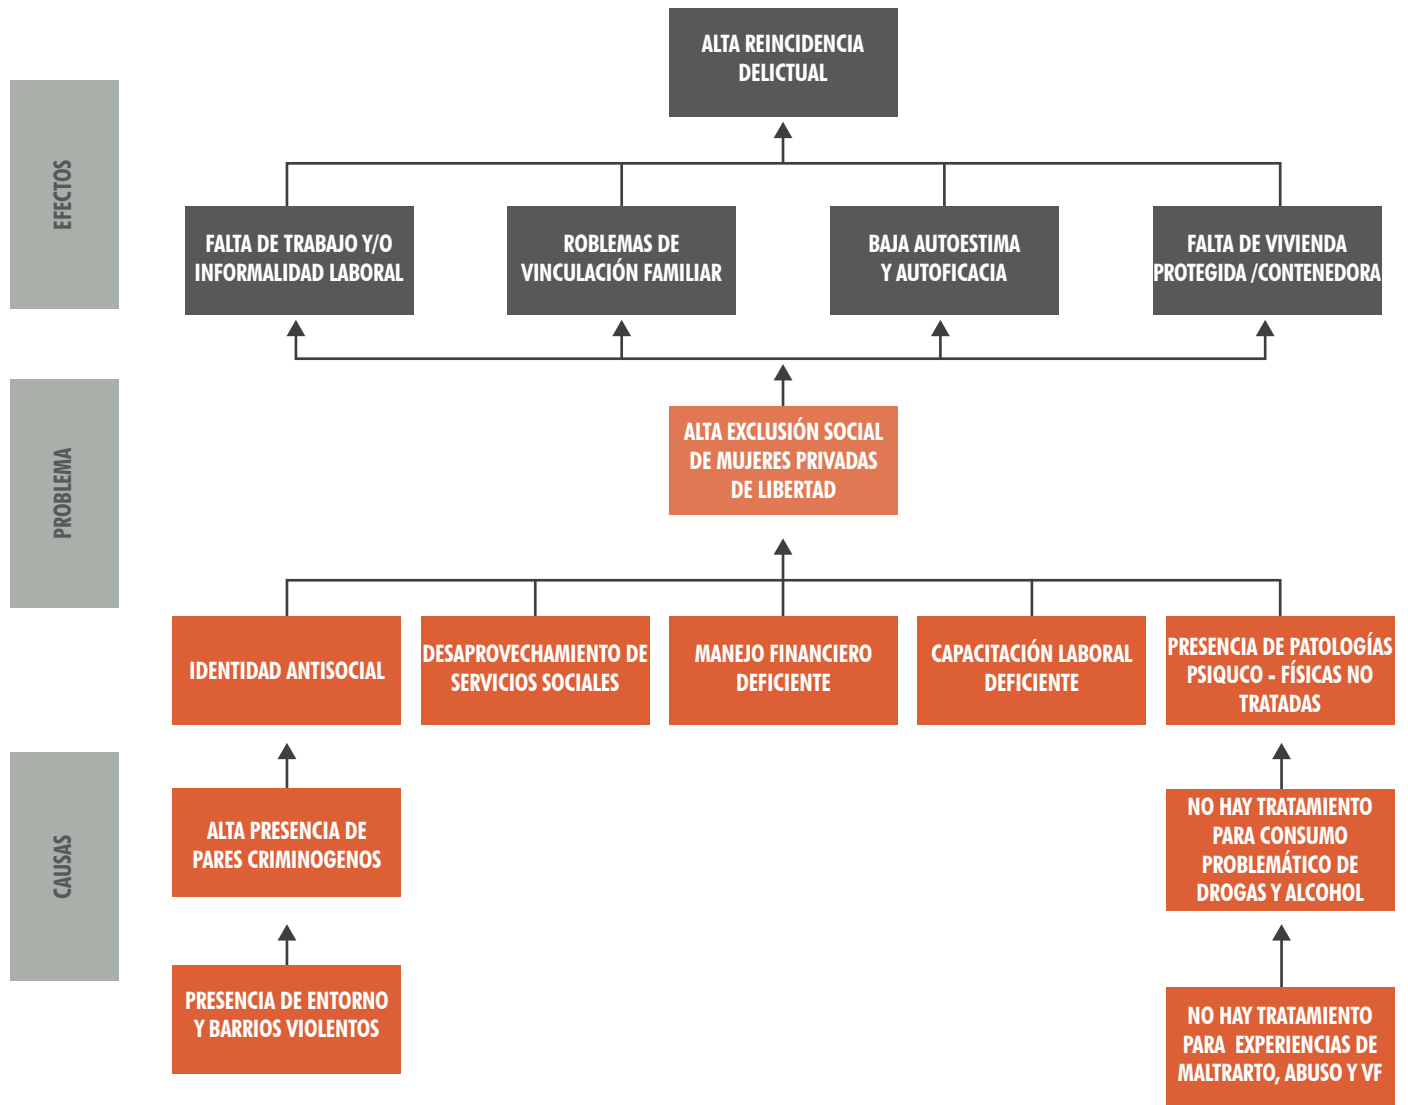 ALTA REINCIDENCIA
DELICTUAL
EFECTOS
FALTA DE TRABAJO Y/O
INFORMALIDAD LABORAL
ROBLEMAS DE
VINCULACIÓN FAMILIAR
BAJA AUTOESTIMA
Y AUTOFICACIA
FALTA DE VIVIENDA
PROTEGIDA /CONTENEDORA
PROBLEMA
ALTA EXCLUSIÓN SOCIAL
DE MUJERES PRIVADAS
DE LIBERTAD
IDENTIDAD ANTISOCIAL
DESAPROVECHAMIENTO DE
SERVICIOS SOCIALES
MANEJO FINANCIERO
DEFICIENTE
CAPACITACIÓN LABORAL
DEFICIENTE
PRESENCIA DE PATOLOGÍAS
PSIQUCO - FÍSICAS NO
TRATADAS
CAUSAS
ALTA PRESENCIA DE
PARES CRIMINOGENOS
NO HAY TRATAMIENTO
PARA CONSUMO
PROBLEMÁTICO DE
DROGAS Y ALCOHOL
PRESENCIA DE ENTORNO
Y BARRIOS VIOLENTOS
NO HAY TRATAMIENTO
PARA EXPERIENCIAS DE
MALTRARTO, ABUSO Y VF